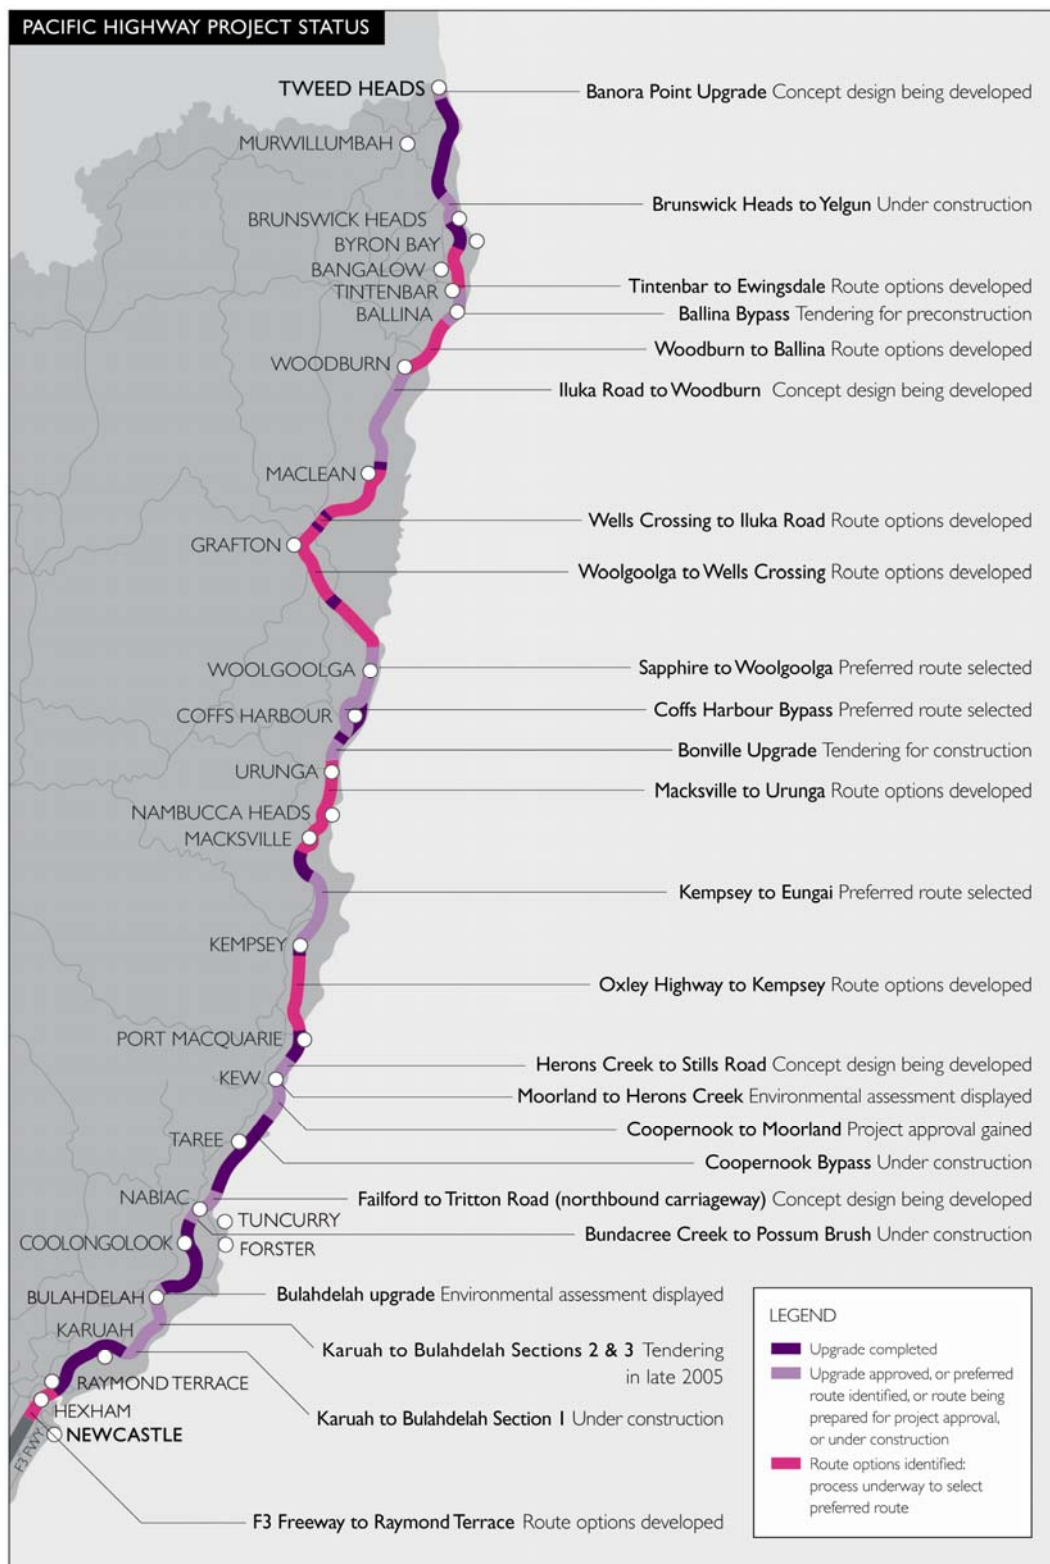 PACIFIC HIGHWAY PROJECT STATUS
TWEED HEADS
Banora Point Upgrade Concept design being developed
MURWILLUMBAH
Brunswick Heads to Yelgun Under construction
BRUNSWICK HEADS
BYRON BAY
BANGALOW
TINTENBAR
Tintenbar to Ewingsdale Route options developed
BALLINA
Ballina Bypass Tendering for preconstruction
Woodburn to Ballina Route options developed
WOODBURN
Iluka Road to Woodburn Concept design being developed
MACLEAN
Wells Crossing to Iluka Road Route options developed
GRAFTON
Woolgoolga to Wells Crossing Route options developed
WOOLGOOLGA
Sapphire to Woolgoolga Preferred route selected
COFFS HARBOUR
Coffs Harbour Bypass Preferred route selected
Bonville Upgrade Tendering for construction
URUNGA
Macksville to Urunga Route options developed
NAMBUCCA HEADS
MACKSVILLE
Kempsey to Eungai Preferred route selected
KEMPSEY
Oxley Highway to Kempsey Route options developed
PORT MACQUARIE
Herons Creek to Stills Road Concept design being developed
KEW
Moorland to Herons Creek Environmental assessment displayed
Coopernook to Moorland Project approval gained
TAREE
Coopernook Bypass Under construction
NABIAC
Failford to Tritton Road (northbound carriageway) Concept design being developed
TUNCURRY
Bundacree Creek to Possum Brush Under construction
COOLONGOLOOK
FORSTER
BULAHDELAH
Bulahdelah upgrade Environmental assessment displayed
KARUAH
Karuah to Bulahdelah Sections 2 & 3 Tendering
in late 2005
RAYMOND TERRACE
HEXHAM
Karuah to Bulahdelah Section 1 Under construction
NEWCASTLE
F3 FWY
F3 Freeway to Raymond Terrace Route options developed
LEGEND
Upgrade completed
Upgrade approved, or preferred
route identified, or route being
prepared for project approval,
or under construction
Route options identified:
process underway to select
preferred route